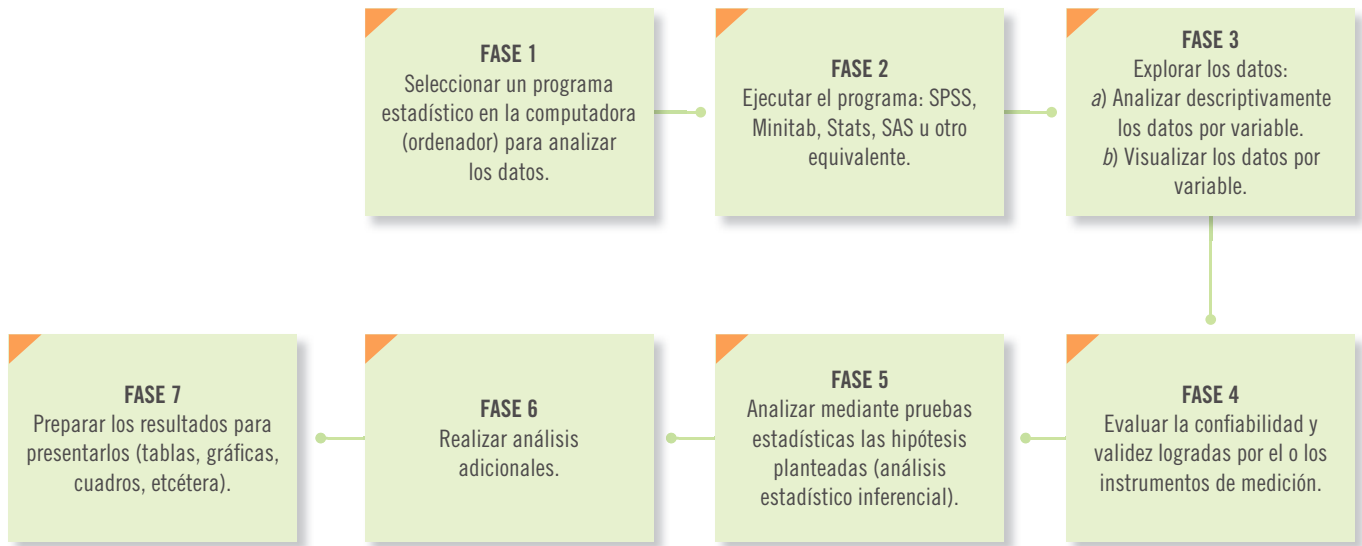 FASE 1
Seleccionar un programa
estadístico en la computadora
(ordenador) para analizar
los datos.
FASE 2
Ejecutar el programa: SPSS,
Minitab, Stats, SAS u otro
equivalente.
FASE 3
Explorar los datos:
a) Analizar descriptivamente
los datos por variable.
b) Visualizar los datos por
variable.
FASE 4
Evaluar la confiabilidad y
validez logradas por el o los
instrumentos de medición.
FASE 5
Analizar mediante pruebas
estadísticas las hipótesis
planteadas (análisis
estadístico inferencial).
FASE 6
Realizar análisis
adicionales.
FASE 7
Preparar los resultados para
presentarlos (tablas, gráficas,
cuadros, etcétera).